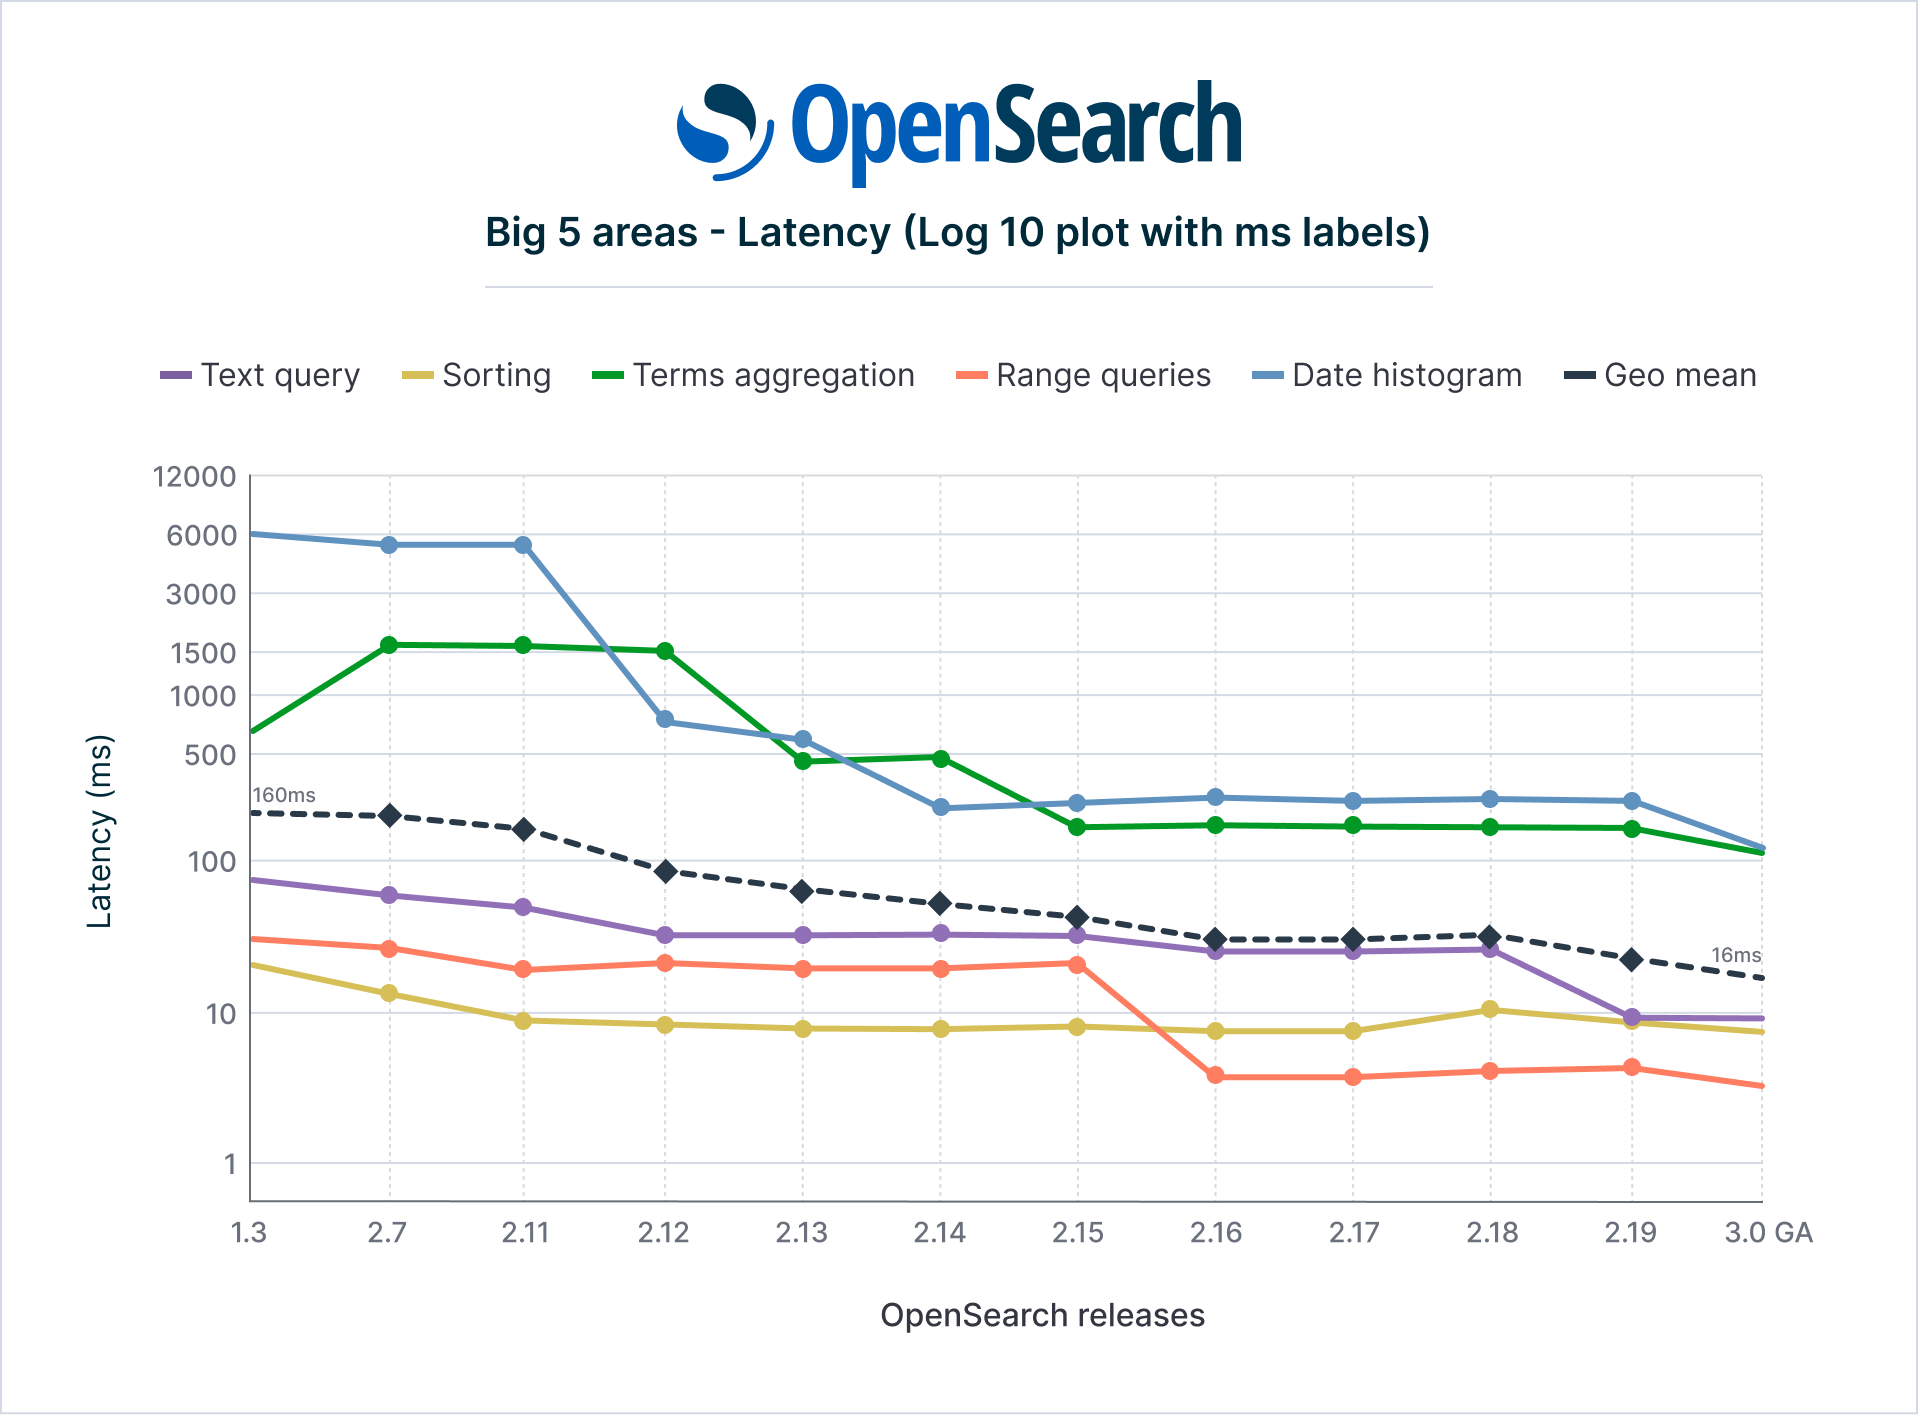 OpenSearch
Big 5 areas - Latency (Log 10 plot with ms labels)
Text query Sorting Terms aggregation Range queries Date histogram Geo mean
12000
6000
3000
1500
1000
500
160ms
100
16ms
10
1
Latency (ms)
1.3 2.7 2.11 2.12 2.13 2.14 2.15 2.16 2.17 2.18 2.19 3.0 GA
OpenSearch releases